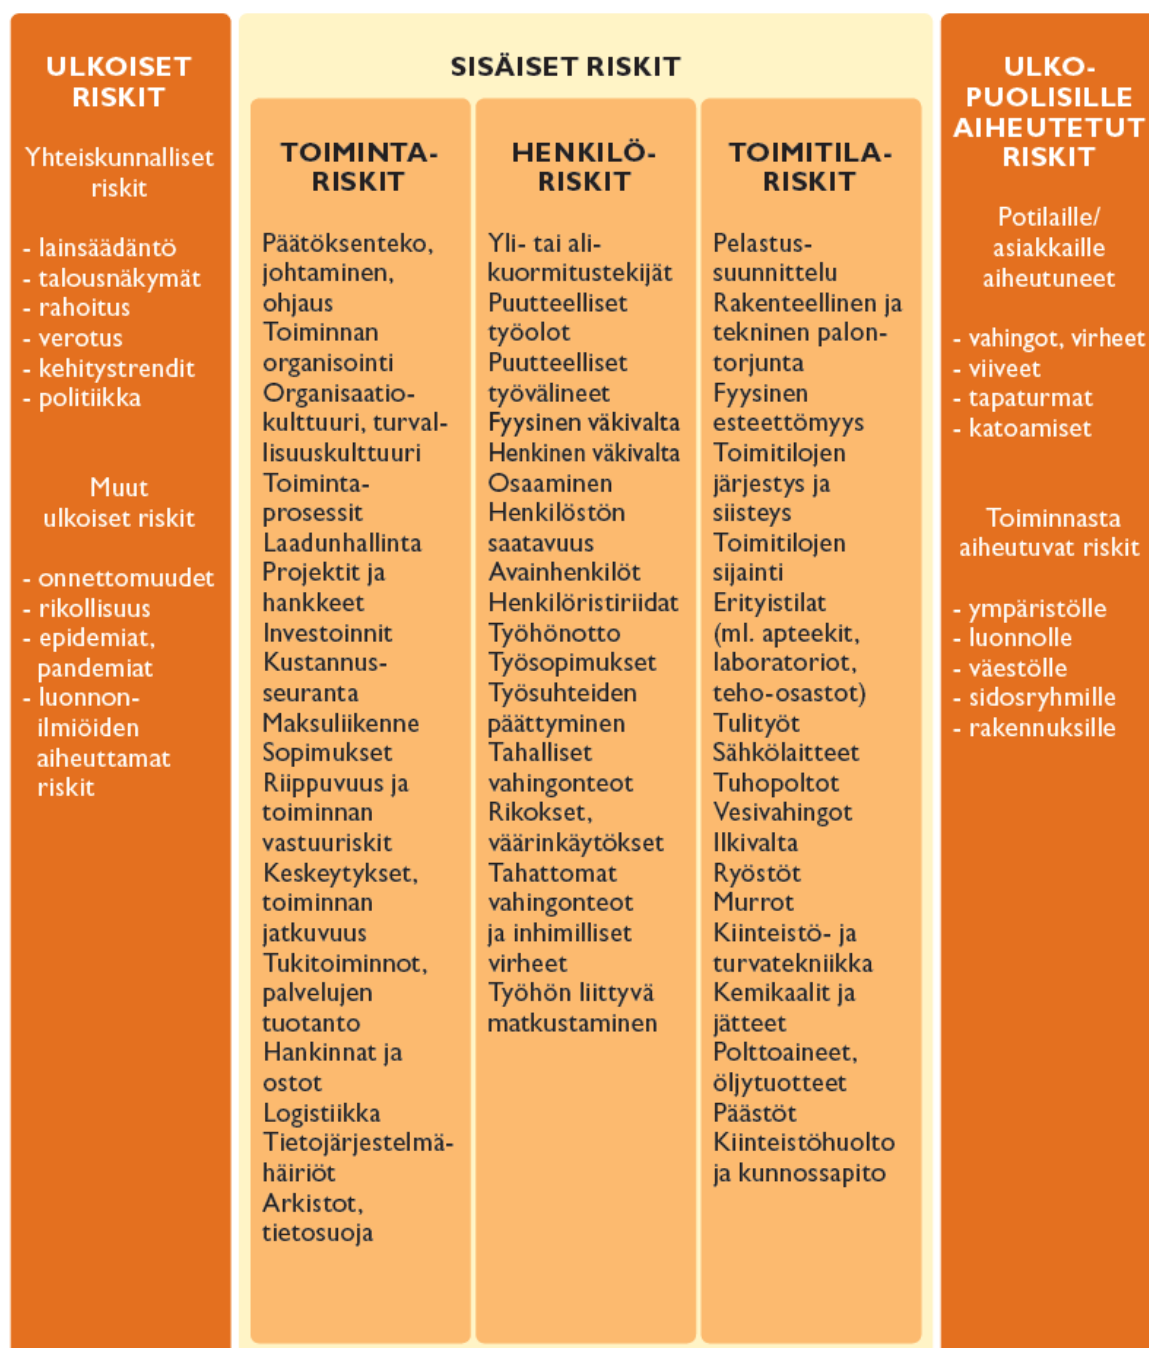 ULKOISET
RISKIT
Yhteiskunnalliset
riskit
- lainsäädäntö
- talousnäkymät
- rahoitus
- verotus
- kehitystrendit
- politiikka
Muut
ulkoiset riskit
- onnettomuudet
- rikollisuus
- epidemiat,
pandemiat
- luonnon-
ilmiöiden
aiheuttamat
riskit
SISÄISET RISKIT
TOIMINTA-
RISKIT
Päätöksenteko,
johtaminen,
ohjaus
Toiminnan
organisointi
Organisaatio-
kulttuuri, turval-
lisuuskulttuuri
Toiminta-
prosessit
Laadunhallinta
Projektit ja
hankkeet
Investoinnit
Kustannus-
seuranta
Maksuliikenne
Sopimukset
Riippuvuus ja
toiminnan
vastuuriskit
Keskeytykset,
toiminnan
jatkuvuus
Tukitoiminnot,
palvelujen
tuotanto
Hankinnat ja
ostot
Logistiikka
Tietojärjestelmä-
häiriöt
Arkistot,
tietosuoja
HENKILÖ-
RISKIT
Yli- tai ali-
kuormitustekijät
Puutteelliset
työolot
Puutteelliset
työvälineet
Fyysinen väkivalta
Henkinen väkivalta
Osaaminen
Henkilöstön
saatavuus
Avainhenkilöt
Henkilöristiriidat
Työhönotto
Työsopimukset
Työsuhteiden
päättyminen
Tahalliset
vahingonteot
Rikokset,
väärinkäytökset
Tahattomat
vahingonteot
ja inhimilliset
virheet
Työhön liittyvä
matkustaminen
TOIMITILA-
RISKIT
Pelastus-
suunnittelu
Rakenteellinen ja
tekninen palon-
torjunta
Fyysinen
esteettömyys
Toimitilojen
järjestys ja
siisteys
Toimitilojen
sijainti
Erityistilat
(ml. apteekit,
laboratoriot,
teho-osastot)
Tulityöt
Sähkölaitteet
Tuhopoltot
Vesivahingot
Ilkivalta
Ryöstöt
Murrot
Kiinteistö- ja
turvatekniikka
Kemikaalit ja
jätteet
Polttoaineet,
öljytuotteet
Päästöt
Kiinteistöhuolto
ja kunnossapito
ULKO-
PUOLISILLE
AIHEUTETUT
RISKIT
Potilaille/
asiakkaille
aiheutuneet
- vahingot, virheet
- viiveet
- tapaturmat
- katoamiset
Toiminnasta
aiheutuvat riskit
- ympäristölle
- luonnolle
- väestölle
- sidosryhmille
- rakennuksille